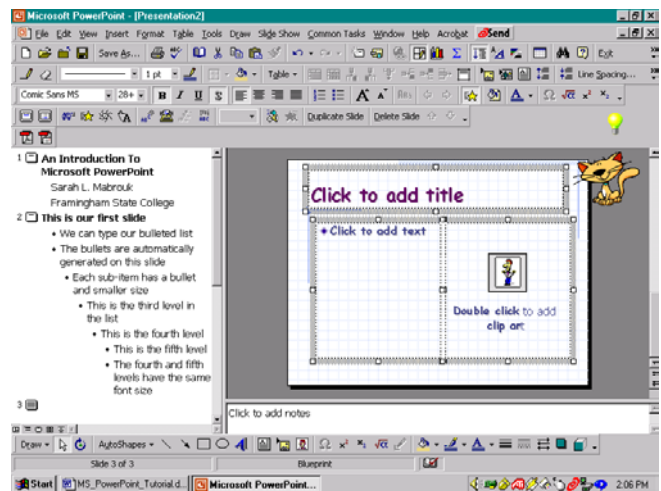 Microsoft PowerPoint - [Presentation2]
File Edit View Insert Format Table Tools Draw Slide Show Common Tasks Window Help Acrobat Send
Save As... Exit
1 pt Table Line Spacing...
Comic Sans MS 28+ B I U S A A Res A
Duplicate Slide Delete Slide
1 An Introduction To
Microsoft PowerPoint
Sarah L. Mabrouk
Framingham State College
2 This is our first slide
• We can type our bulleted list
• The bullets are automatically
generated on this slide
• Each sub-item has a bullet
and smaller size
• This is the third level in
the list
• This is the fourth level
• This is the fifth level
• The fourth and fifth
levels have the same
font size
3
Click to add title
Click to add text
Double click to add
clip art
Click to add notes
Draw AutoShapes
Slide 3 of 3 Blueprint
Start MS_PowerPoint_Tutorial.d... Microsoft PowerPoint... 2:06 PM